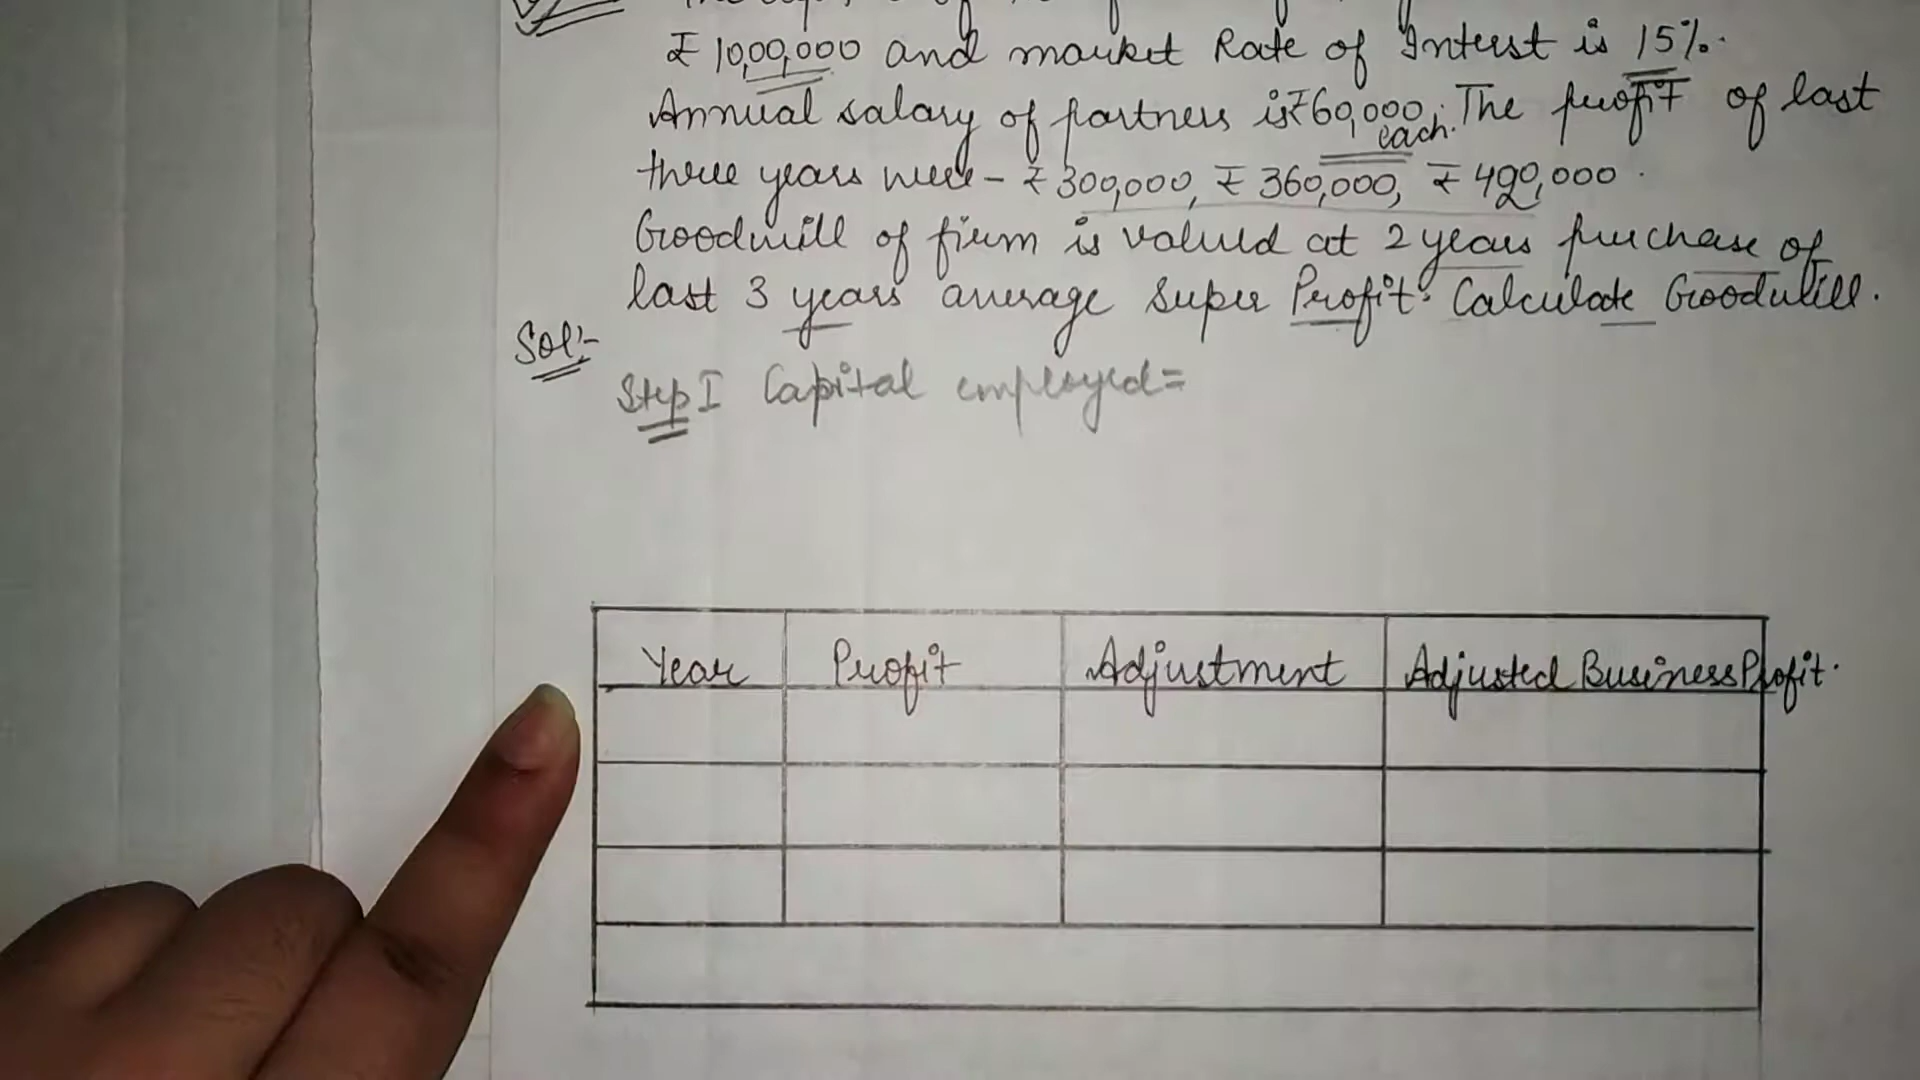 ₹ 10,00,000 and market Rate of Interest is 15%.
Annual salary of partners is ₹60,000 each. The profit of last
three years were - ₹ 300,000, ₹ 360,000, ₹ 420,000.
Goodwill of firm is valued at 2 years purchase of
last 3 years average super Profit. Calculate Goodwill.
Sol:-
Step I Capital employed=
Year Profit Adjustment Adjusted Business Profit.